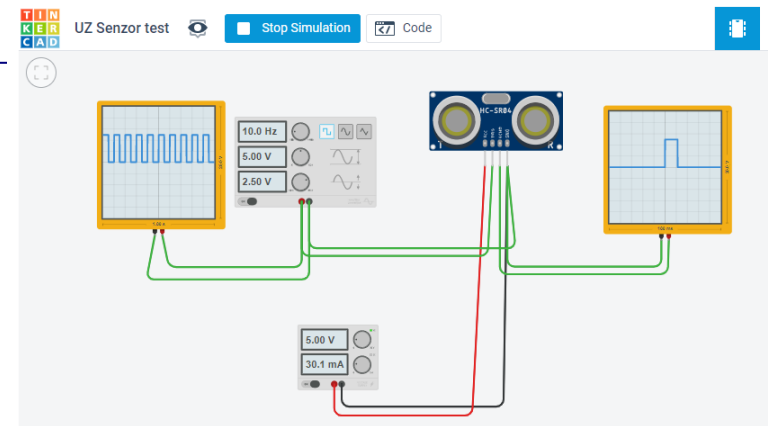 TIN
KER
CAD
UZ Senzor test
Stop Simulation
Code
10.0 Hz
5.00 V
2.50 V
HC-SR04
5.00 V
30.1 mA